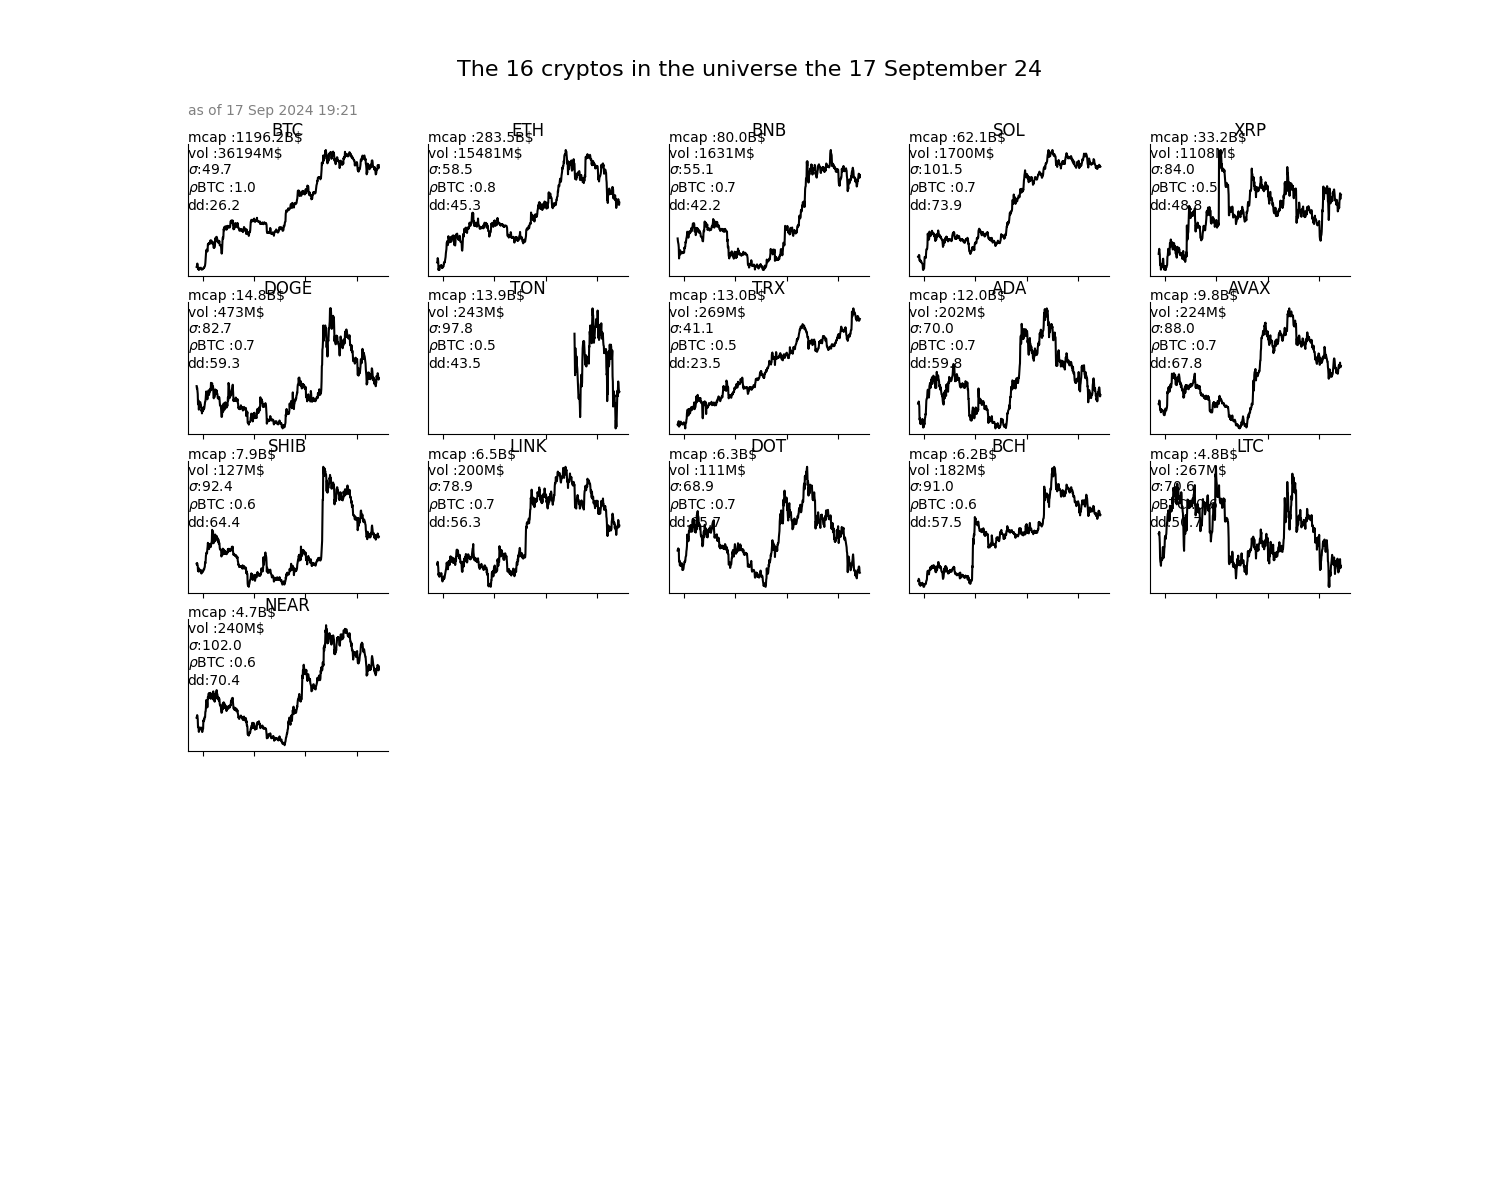 The 16 cryptos in the universe the 17 September 24
as of 17 Sep 2024 19:21
BTC
mcap :1196.2B$
vol :36194M$
σ:49.7
ρBTC :1.0
dd:26.2
ETH
mcap :283.5B$
vol :15481M$
σ:58.5
ρBTC :0.8
dd:45.3
BNB
mcap :80.0B$
vol :1631M$
σ:55.1
ρBTC :0.7
dd:42.2
SOL
mcap :62.1B$
vol :1700M$
σ:101.5
ρBTC :0.7
dd:73.9
XRP
mcap :33.2B$
vol :1108M$
σ:84.0
ρBTC :0.5
dd:48.8
DOGE
mcap :14.8B$
vol :473M$
σ:82.7
ρBTC :0.7
dd:59.3
TON
mcap :13.9B$
vol :243M$
σ:97.8
ρBTC :0.5
dd:43.5
TRX
mcap :13.0B$
vol :269M$
σ:41.1
ρBTC :0.5
dd:23.5
ADA
mcap :12.0B$
vol :202M$
σ:70.0
ρBTC :0.7
dd:59.8
AVAX
mcap :9.8B$
vol :224M$
σ:88.0
ρBTC :0.7
dd:67.8
SHIB
mcap :7.9B$
vol :127M$
σ:92.4
ρBTC :0.6
dd:64.4
LINK
mcap :6.5B$
vol :200M$
σ:78.9
ρBTC :0.7
dd:56.3
DOT
mcap :6.3B$
vol :111M$
σ:68.9
ρBTC :0.7
BCH
mcap :6.2B$
vol :182M$
σ:91.0
ρBTC :0.6
dd:57.5
LTC
mcap :4.8B$
vol :267M$
σ:70.6
ρBTC :0.6
NEAR
mcap :4.7B$
vol :240M$
σ:102.0
ρBTC :0.6
dd:70.4